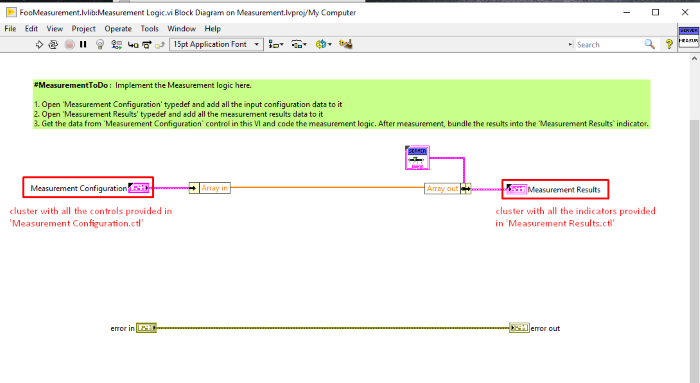 FooMeasurement.lvlib:Measurement Logic.vi Block Diagram on Measurement.lvproj/My Computer
File Edit View Project Operate Tools Window Help
15pt Application Font
Search
SERVER
MEASUR
#MeasurementToDo : Implement the Measurement logic here.
1. Open 'Measurement Configuration' typedef and add all the input configuration data to it
2. Open 'Measurement Results' typedef and add all the measurement results data to it
3. Get the data from 'Measurement Configuration' control in this VI and code the measurement logic. After measurement, bundle the results into the 'Measurement Results' indicator.
SERVER
Measurement Configuration
Array in
Array out
Measurement Results
cluster with all the controls provided in
'Measurement Configuration.ctl'
cluster with all the indicators provided
in 'Measurement Results.ctl'
error in
error out